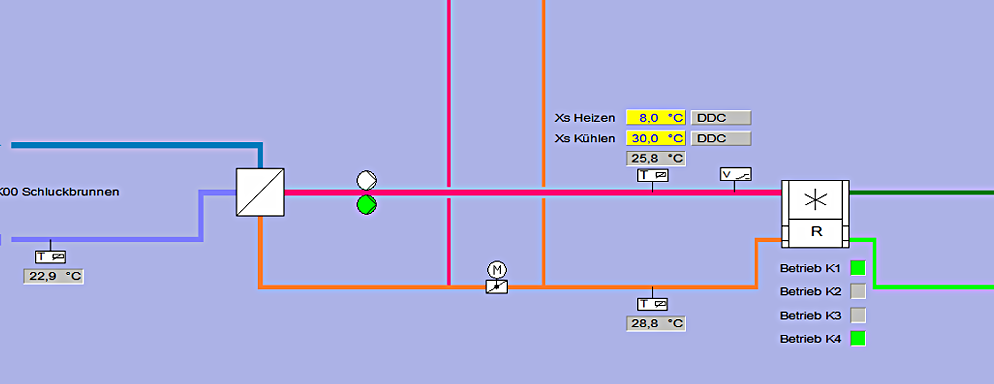 Xs Heizen 8,0 °C DDC
Xs Kühlen 30,0 °C DDC
25,8 °C
T V
K00 Schluckbrunnen
R
T
22,9 °C
M
Betrieb K1
Betrieb K2
T
Betrieb K3
28,8 °C
Betrieb K4